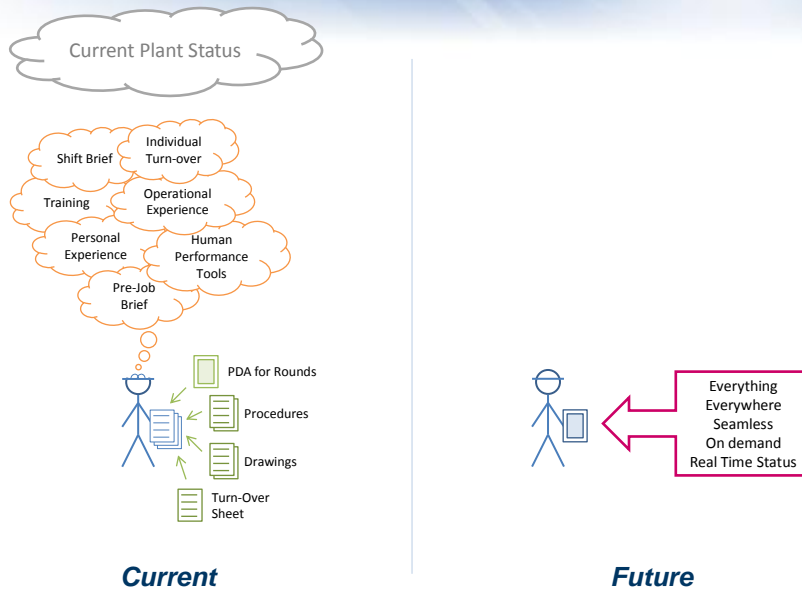 Current Plant Status
Individual
Turn-over
Shift Brief
Operational
Experience
Training
Personal
Experience
Human
Performance
Tools
Pre-Job
Brief
PDA for Rounds
Procedures
Drawings
Turn-Over
Sheet
Everything
Everywhere
Seamless
On demand
Real Time Status
Current
Future